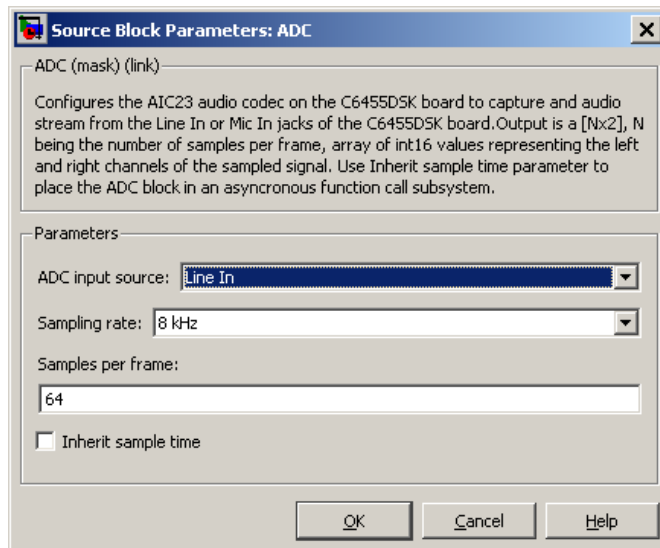 Source Block Parameters: ADC
ADC (mask) (link)
Configures the AIC23 audio codec on the C6455DSK board to capture and audio
stream from the Line In or Mic In jacks of the C6455DSK board.Output is a [Nx2], N
being the number of samples per frame, array of int16 values representing the left
and right channels of the sampled signal. Use Inherit sample time parameter to
place the ADC block in an asyncronous function call subsystem.
Parameters
ADC input source: Line In
Sampling rate: 8 kHz
Samples per frame:
64
Inherit sample time
OK Cancel Help